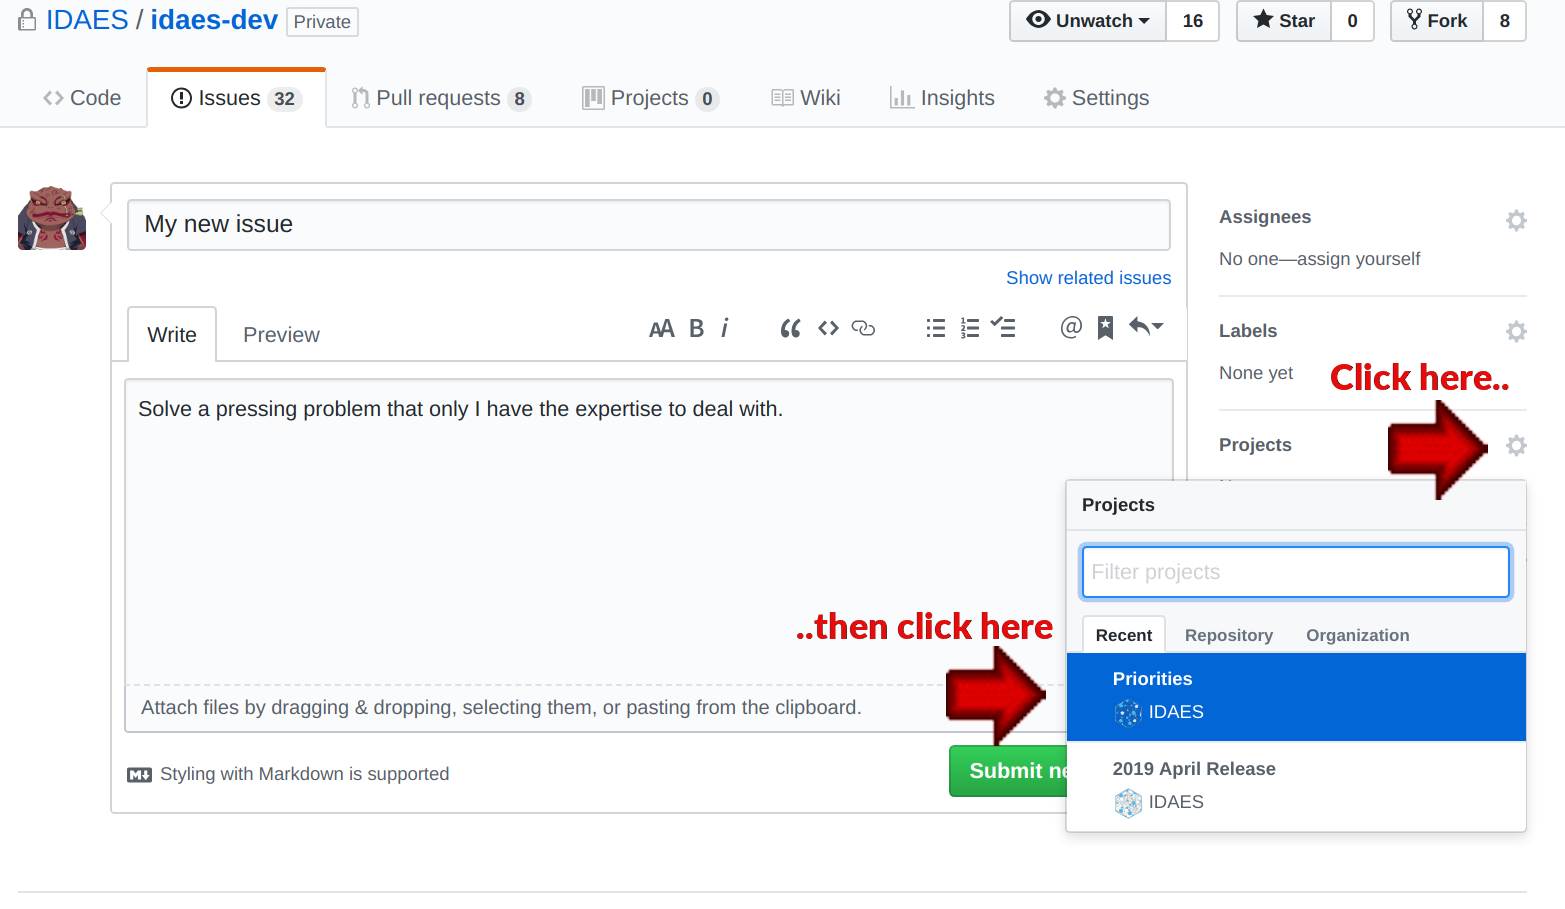 IDAES / idaes-dev Private
Unwatch 16 Star 0 Fork 8
Code Issues 32 Pull requests 8 Projects 0 Wiki Insights Settings
My new issue
Show related issues
Write Preview AA B i “ <> @
Solve a pressing problem that only I have the expertise to deal with.
Attach files by dragging & dropping, selecting them, or pasting from the clipboard.
M Styling with Markdown is supported
Submit
Assignees
No one—assign yourself
Labels
None yet
Click here..
Projects
..then click here
Projects
Filter projects
Recent Repository Organization
Priorities
IDAES
2019 April Release
IDAES